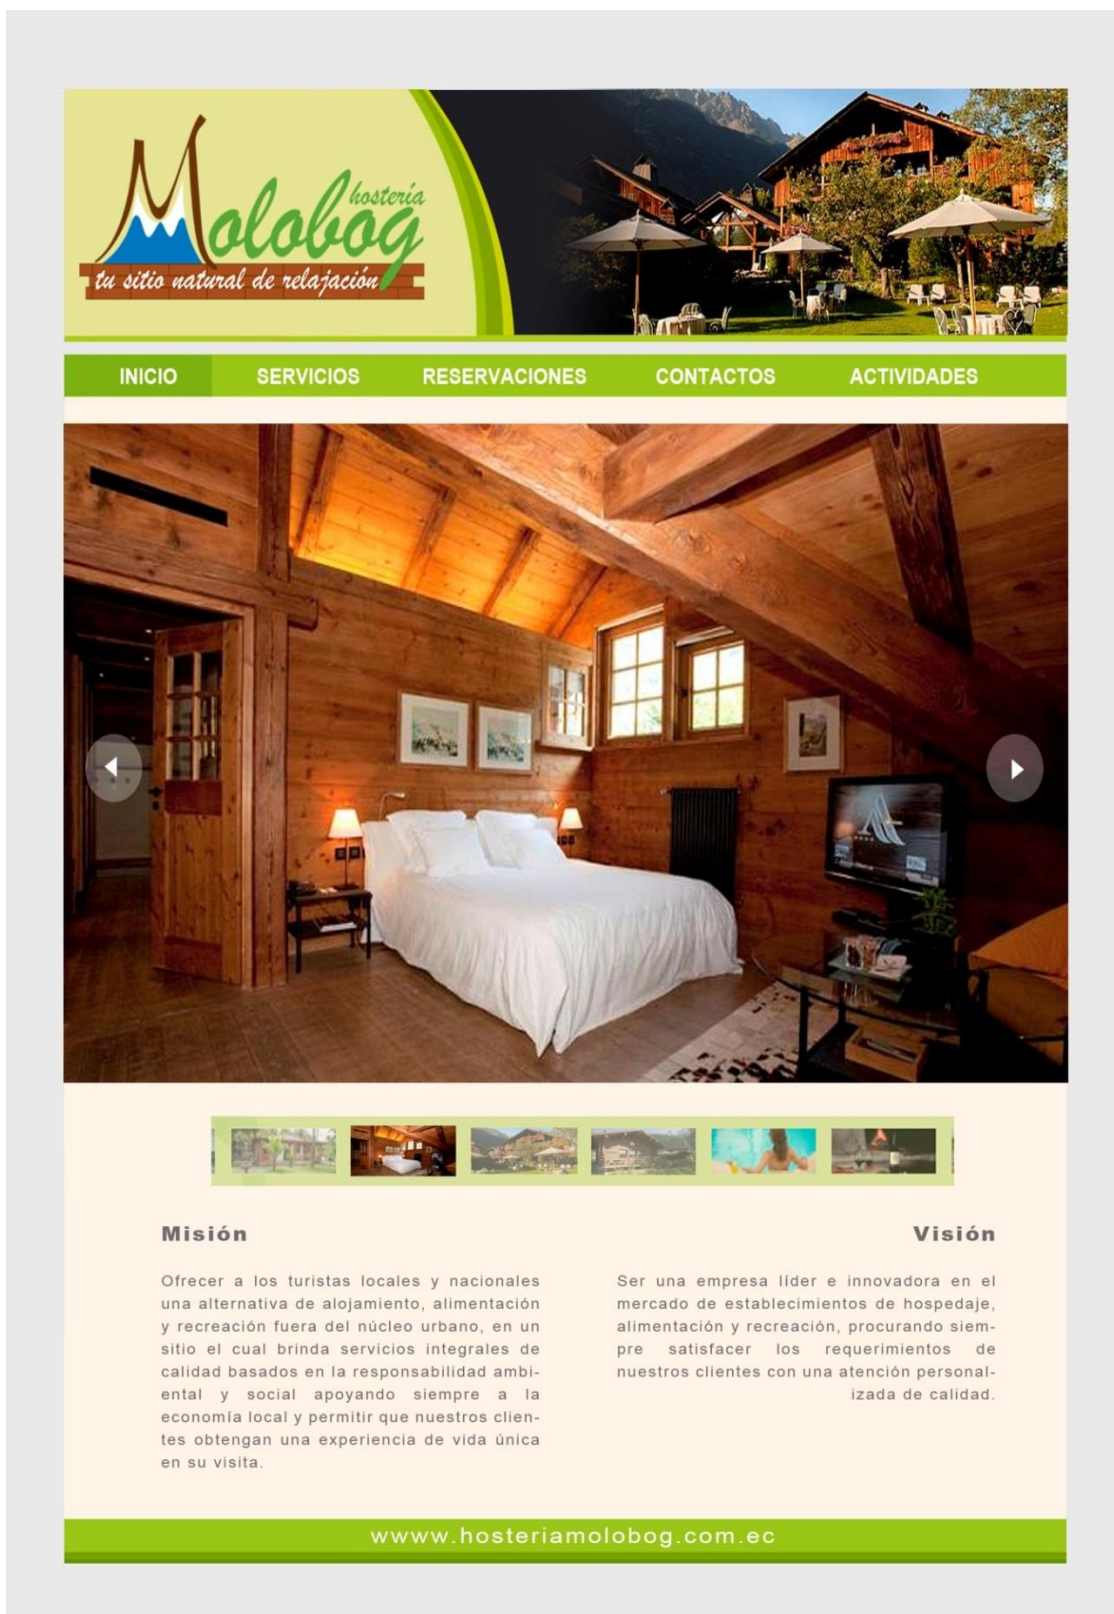 Molobog
hostería
tu sitio natural de relajación
INICIO SERVICIOS RESERVACIONES CONTACTOS ACTIVIDADES
Misión
Ofrecer a los turistas locales y nacionales
una alternativa de alojamiento, alimentación
y recreación fuera del núcleo urbano, en un
sitio el cual brinda servicios integrales de
calidad basados en la responsabilidad ambi-
ental y social apoyando siempre a la
economía local y permitir que nuestros clien-
tes obtengan una experiencia de vida única
en su visita.
Visión
Ser una empresa líder e innovadora en el
mercado de establecimientos de hospedaje,
alimentación y recreación, procurando siem-
pre satisfacer los requerimientos de
nuestros clientes con una atención personal-
izada de calidad.
wwww.hosteriamolobog.com.ec